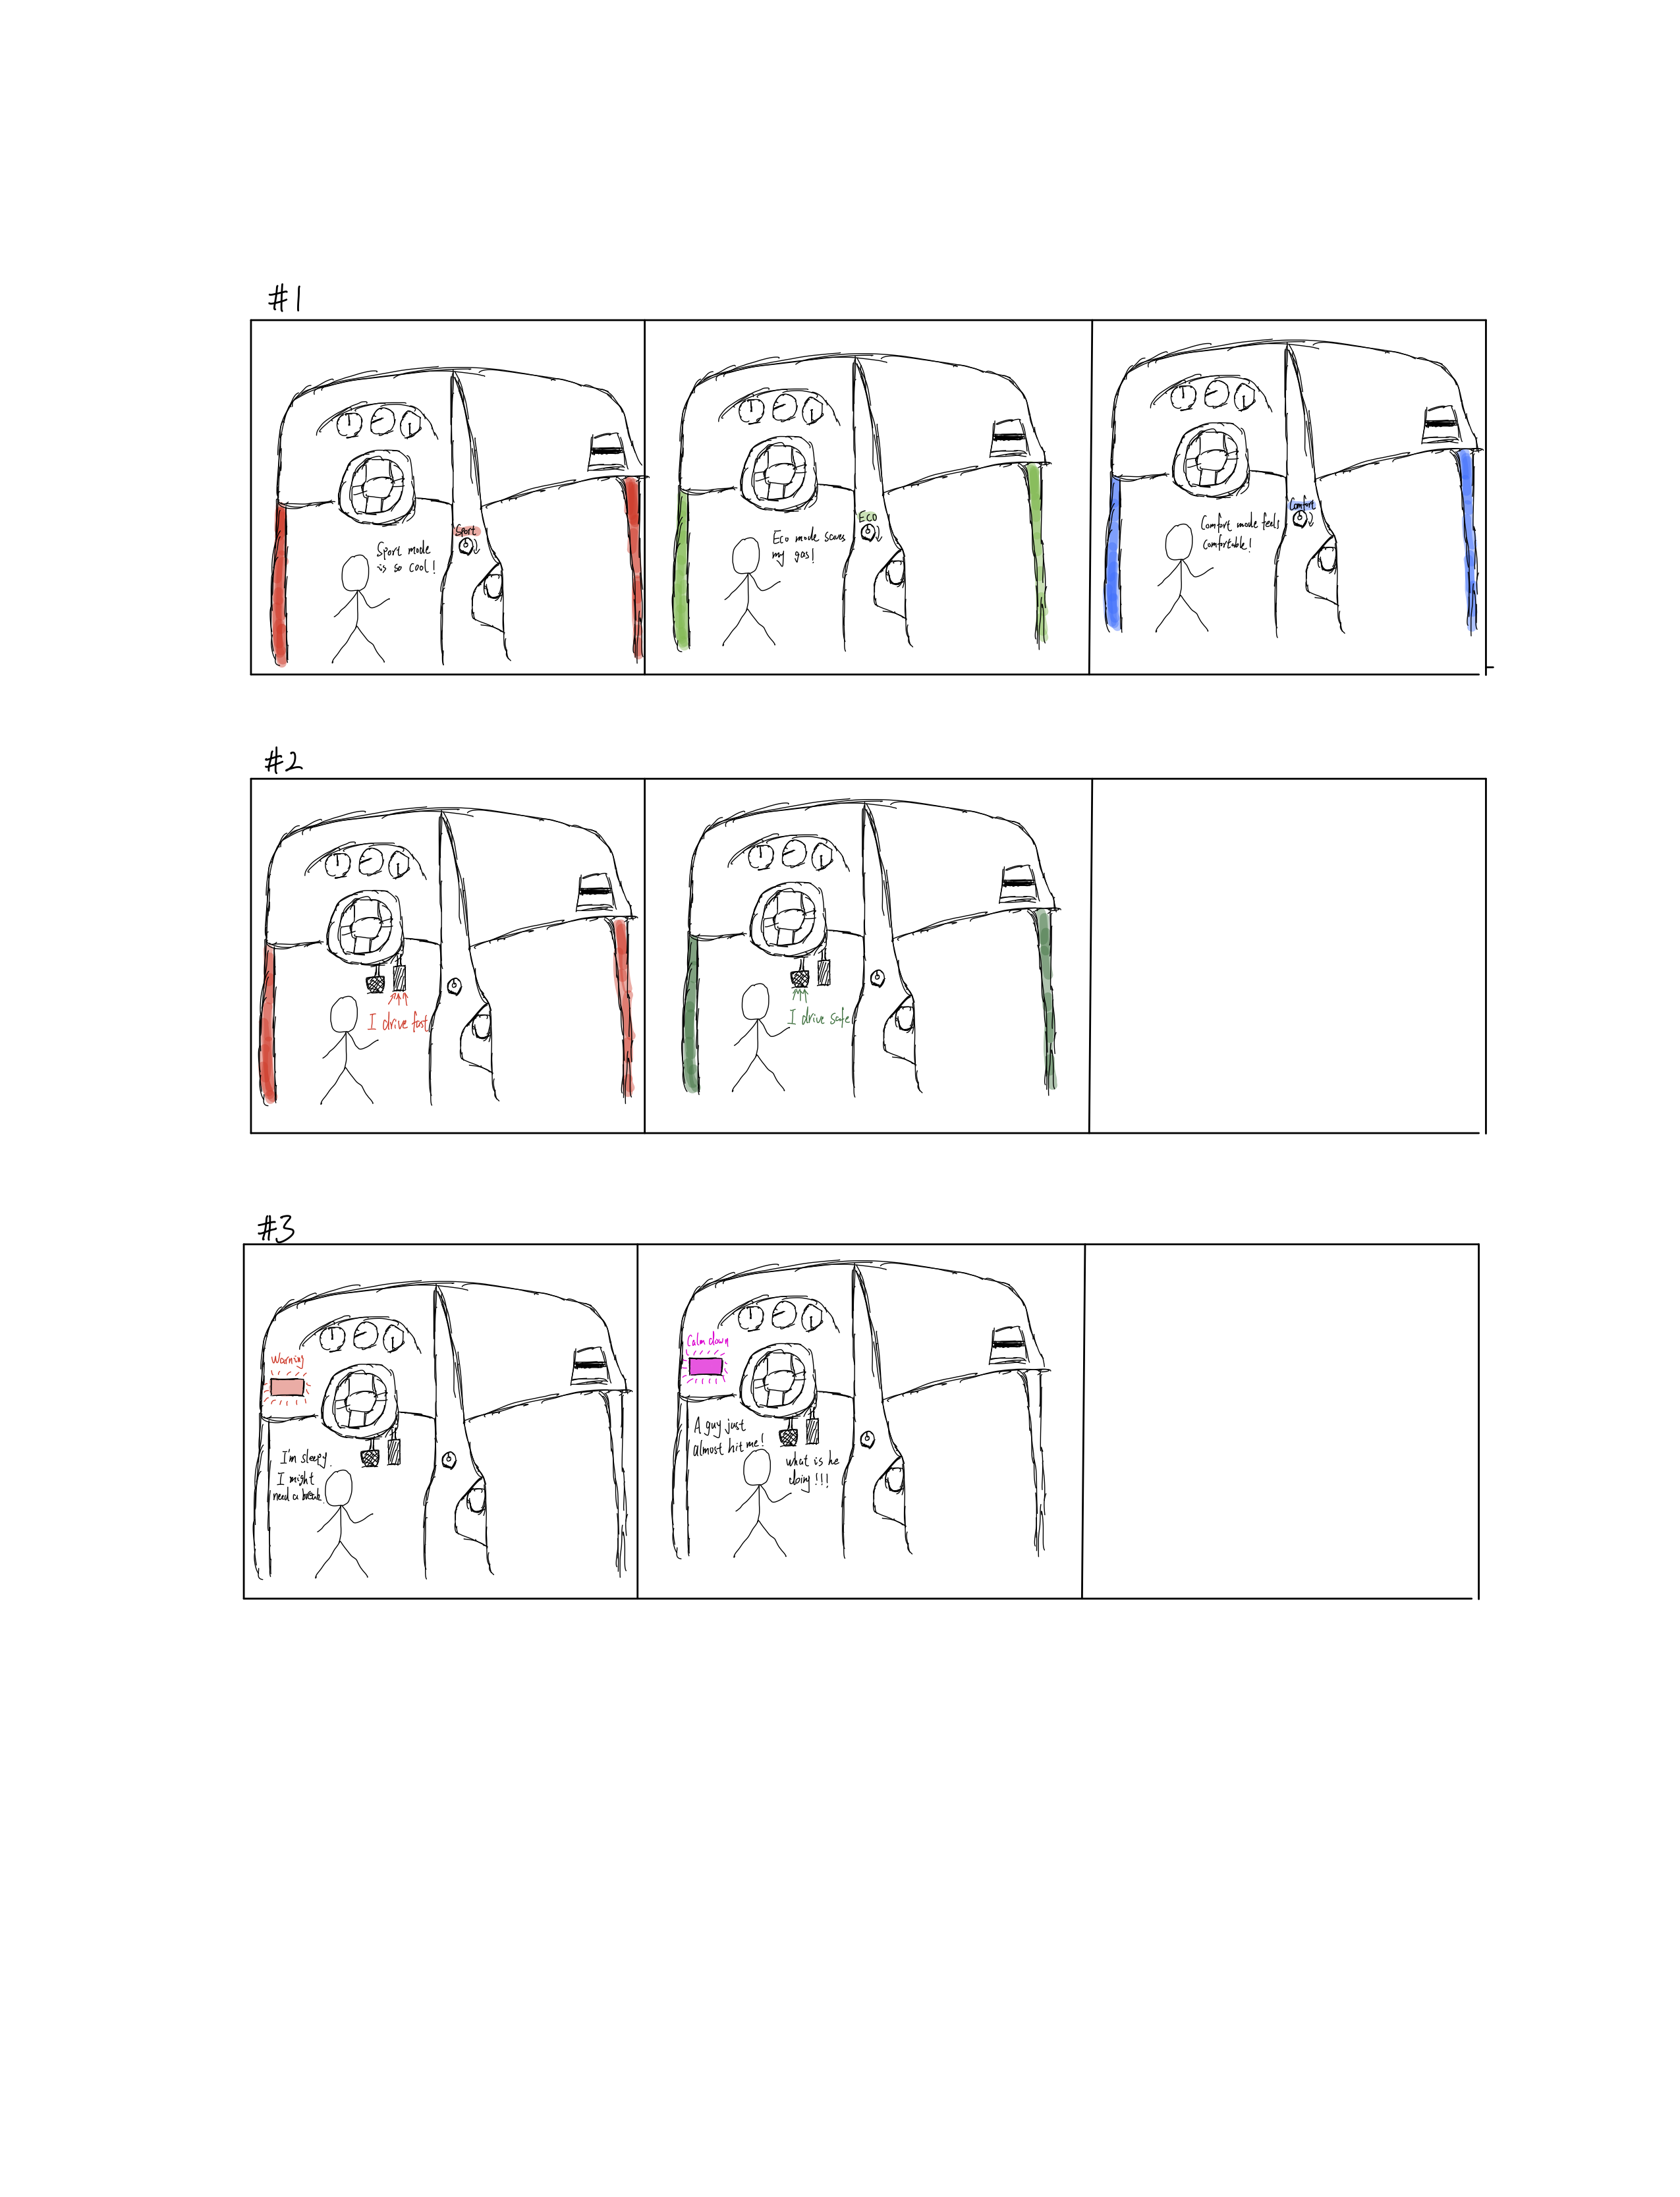 #1
Sport
Sport mode
is so cool!
Eco
Eco mode saves
my gas!
Comfort
Comfort mode feels
comfortable!
#2
I drive fast
I drive safe
#3
Warning
I'm sleepy.
I might
need a break.
Calm down
A guy just
almost hit me!
what is he
doing!!!